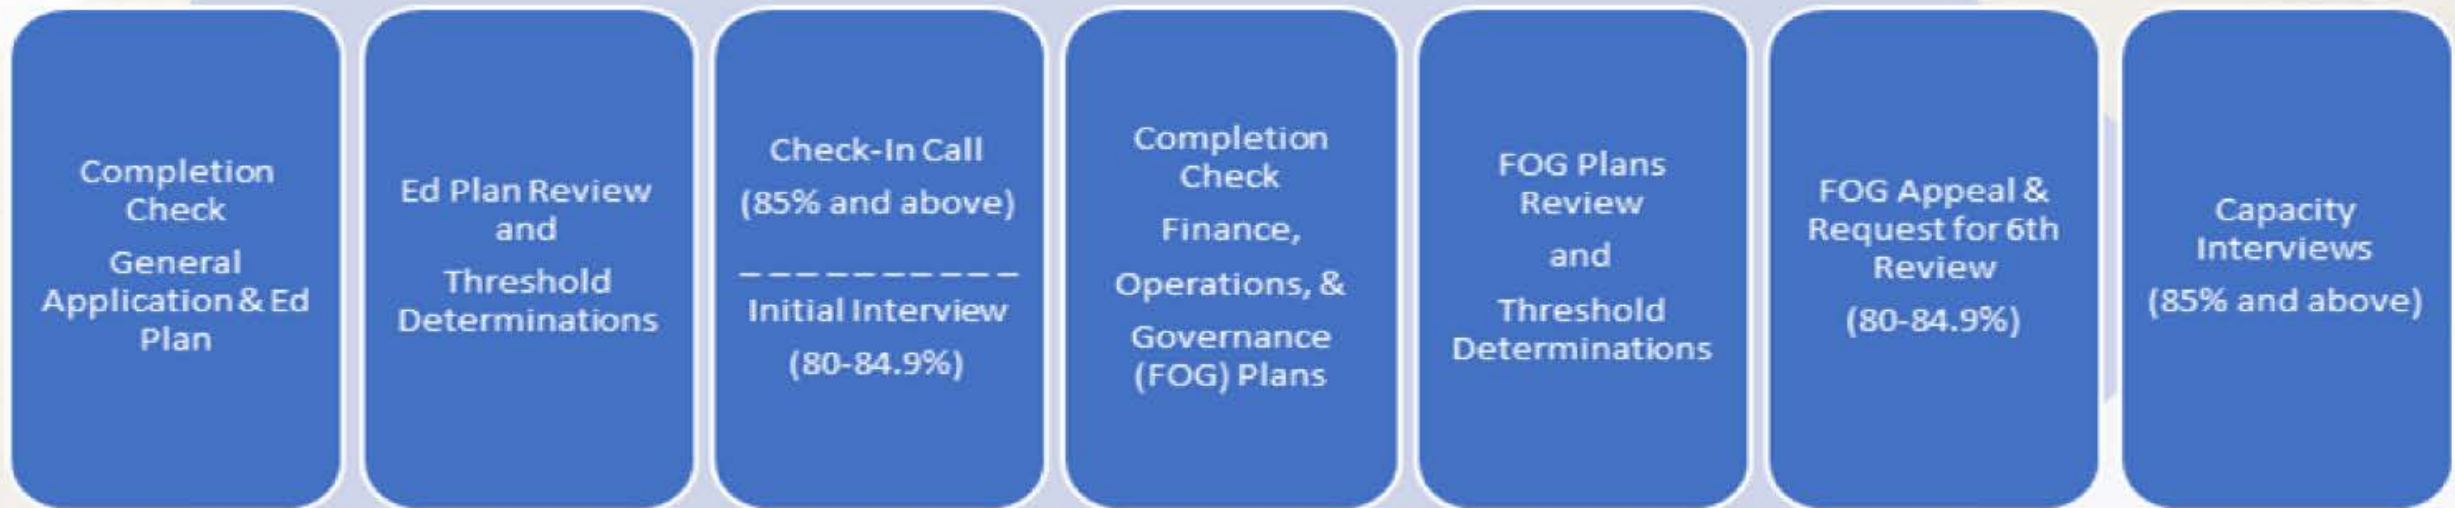 Completion
Check
General
Application & Ed
Plan
Ed Plan Review
and
Threshold
Determinations
Check-In Call
(85% and above)
_ _ _ _ _ _ _ _ _ _
Initial Interview
(80-84.9%)
Completion
Check
Finance,
Operations, &
Governance
(FOG) Plans
FOG Plans
Review
and
Threshold
Determinations
FOG Appeal &
Request for 6th
Review
(80-84.9%)
Capacity
Interviews
(85% and above)